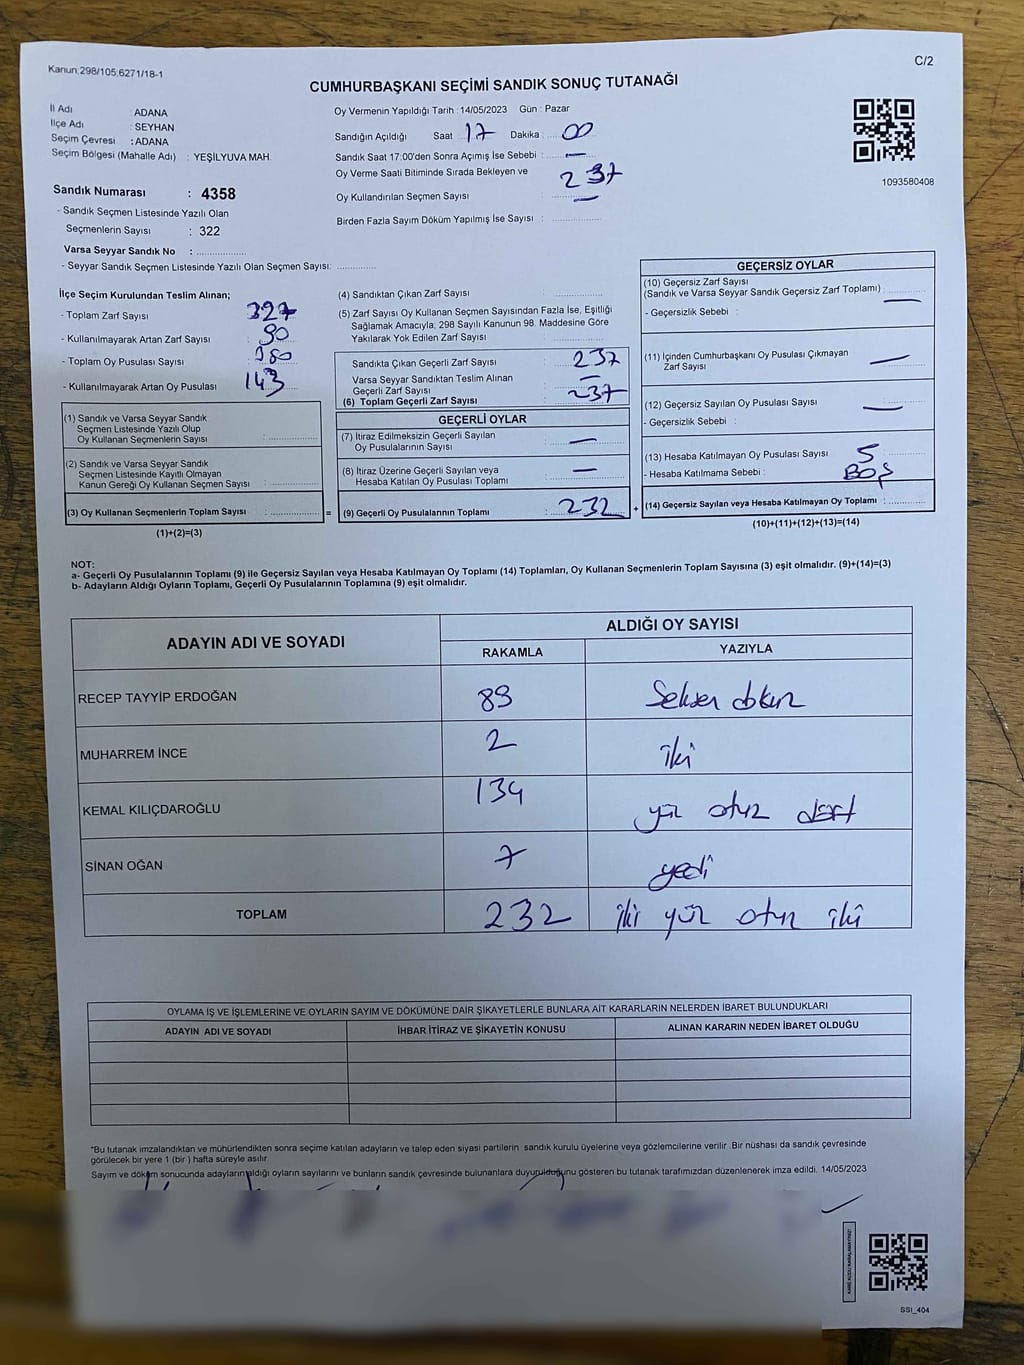 Kanun:298/105;6271/18-1
C/2
CUMHURBAŞKANI SEÇİMİ SANDIK SONUÇ TUTANAĞI
İl Adı : ADANA
İlçe Adı : SEYHAN
Seçim Çevresi : ADANA
Seçim Bölgesi (Mahalle Adı) : YEŞİLYUVA MAH.
Sandık Numarası : 4358
- Sandık Seçmen Listesinde Yazılı Olan
Seçmenlerin Sayısı : 322
Varsa Seyyar Sandık No :
- Seyyar Sandık Seçmen Listesinde Yazılı Olan Seçmen Sayısı:
Oy Vermenin Yapıldığı Tarih : 14/05/2023 Gün : Pazar
Sandığın Açıldığı Saat : 17 Dakika : 00
Sandık Saat 17:00'den Sonra Açımış İse Sebebi : —
Oy Verme Saati Bitiminde Sırada Bekleyen ve
Oy Kullandırılan Seçmen Sayısı : 237
Birden Fazla Sayım Döküm Yapılmış İse Sayısı : —
1093580408
İlçe Seçim Kurulundan Teslim Alınan;
- Toplam Zarf Sayısı : 327
- Kullanılmayarak Artan Zarf Sayısı : 90
- Toplam Oy Pusulası Sayısı : 380
- Kullanılmayarak Artan Oy Pusulası : 143
(1) Sandık ve Varsa Seyyar Sandık
Seçmen Listesinde Yazılı Olup
Oy Kullanan Seçmenlerin Sayısı :
(2) Sandık ve Varsa Seyyar Sandık
Seçmen Listesinde Kayıtlı Olmayan
Kanun Gereği Oy Kullanan Seçmen Sayısı :
(3) Oy Kullanan Seçmenlerin Toplam Sayısı : =
(1)+(2)=(3)
(4) Sandıktan Çıkan Zarf Sayısı :
(5) Zarf Sayısı Oy Kullanan Seçmen Sayısından Fazla İse, Eşitliği
Sağlamak Amacıyla; 298 Sayılı Kanunun 98. Maddesine Göre
Yakılarak Yok Edilen Zarf Sayısı :
Sandıkta Çıkan Geçerli Zarf Sayısı : 237
Varsa Seyyar Sandıktan Teslim Alınan
Geçerli Zarf Sayısı : —
(6) Toplam Geçerli Zarf Sayısı : 237
GEÇERLİ OYLAR
(7) İtiraz Edilmeksizin Geçerli Sayılan
Oy Pusulalarının Sayısı : —
(8) İtiraz Üzerine Geçerli Sayılan veya
Hesaba Katılan Oy Pusulası Toplamı : —
(9) Geçerli Oy Pusulalarının Toplamı : 232 +
GEÇERSİZ OYLAR
(10) Geçersiz Zarf Sayısı
(Sandık ve Varsa Seyyar Sandık Geçersiz Zarf Toplamı) : —
- Geçersizlik Sebebi :
(11) İçinden Cumhurbaşkanı Oy Pusulası Çıkmayan
Zarf Sayısı : —
(12) Geçersiz Sayılan Oy Pusulası Sayısı : —
- Geçersizlik Sebebi :
(13) Hesaba Katılmayan Oy Pusulası Sayısı : 5
- Hesaba Katılmama Sebebi : BOŞ
(14) Geçersiz Sayılan veya Hesaba Katılmayan Oy Toplamı :
(10)+(11)+(12)+(13)=(14)
NOT:
a- Geçerli Oy Pusulalarının Toplamı (9) ile Geçersiz Sayılan veya Hesaba Katılmayan Oy Toplamı (14) Toplamları, Oy Kullanan Seçmenlerin Toplam Sayısına (3) eşit olmalıdır. (9)+(14)=(3)
b- Adayların Aldığı Oyların Toplamı, Geçerli Oy Pusulalarının Toplamına (9) eşit olmalıdır.
ADAYIN ADI VE SOYADI ALDIĞI OY SAYISI
RAKAMLA YAZIYLA
RECEP TAYYİP ERDOĞAN 89 Seksen dokuz
MUHARREM İNCE 2 iki
KEMAL KILIÇDAROĞLU 134 yüz otuz dört
SİNAN OĞAN 7 yedi
TOPLAM 232 iki yüz otuz iki
OYLAMA İŞ VE İŞLEMLERİNE VE OYLARIN SAYIM VE DÖKÜMÜNE DAİR ŞİKAYETLERLE BUNLARA AİT KARARLARIN NELERDEN İBARET BULUNDUKLARI
ADAYIN ADI VE SOYADI İHBAR İTİRAZ VE ŞİKAYETİN KONUSU ALINAN KARARIN NEDEN İBARET OLDUĞU
*Bu tutanak imzalandıktan ve mühürlendikten sonra seçime katılan adayların ve talep eden siyasi partilerin sandık kurulu üyelerine veya gözlemcilerine verilir .Bir nüshası da sandık çevresinde
görülecek bir yere 1 (bir ) hafta süreyle asılır.
Sayım ve döküm sonucunda adayların aldığı oyların sayılarını ve bunların sandık çevresinde bulunanlara duyurulduğunu gösteren bu tutanak tarafımızdan düzenlenerek imza edildi. 14/05/2023
SSI_404